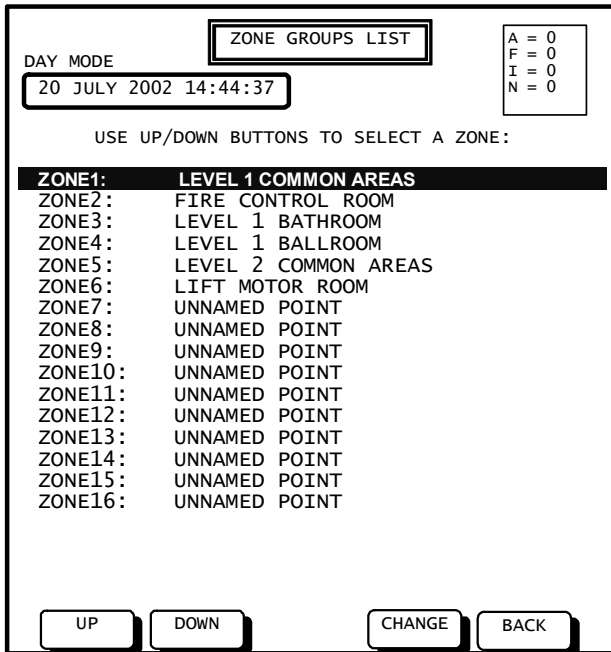 ZONE GROUPS LIST
A = 0
F = 0
I = 0
N = 0
DAY MODE
20 JULY 2002 14:44:37
USE UP/DOWN BUTTONS TO SELECT A ZONE:
ZONE1: LEVEL 1 COMMON AREAS
ZONE2: FIRE CONTROL ROOM
ZONE3: LEVEL 1 BATHROOM
ZONE4: LEVEL 1 BALLROOM
ZONE5: LEVEL 2 COMMON AREAS
ZONE6: LIFT MOTOR ROOM
ZONE7: UNNAMED POINT
ZONE8: UNNAMED POINT
ZONE9: UNNAMED POINT
ZONE10: UNNAMED POINT
ZONE11: UNNAMED POINT
ZONE12: UNNAMED POINT
ZONE13: UNNAMED POINT
ZONE14: UNNAMED POINT
ZONE15: UNNAMED POINT
ZONE16: UNNAMED POINT
UP DOWN CHANGE BACK